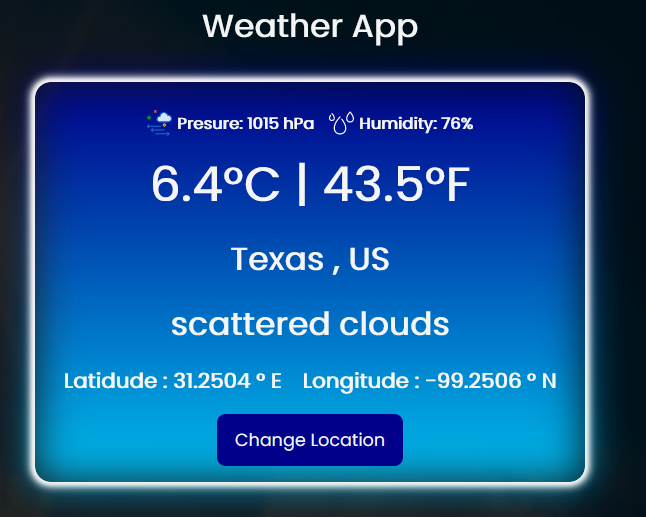 Weather App
Presure: 1015 hPa Humidity: 76%
6.4°C | 43.5°F
Texas , US
scattered clouds
Latidude : 31.2504 ° E Longitude : -99.2506 ° N
Change Location